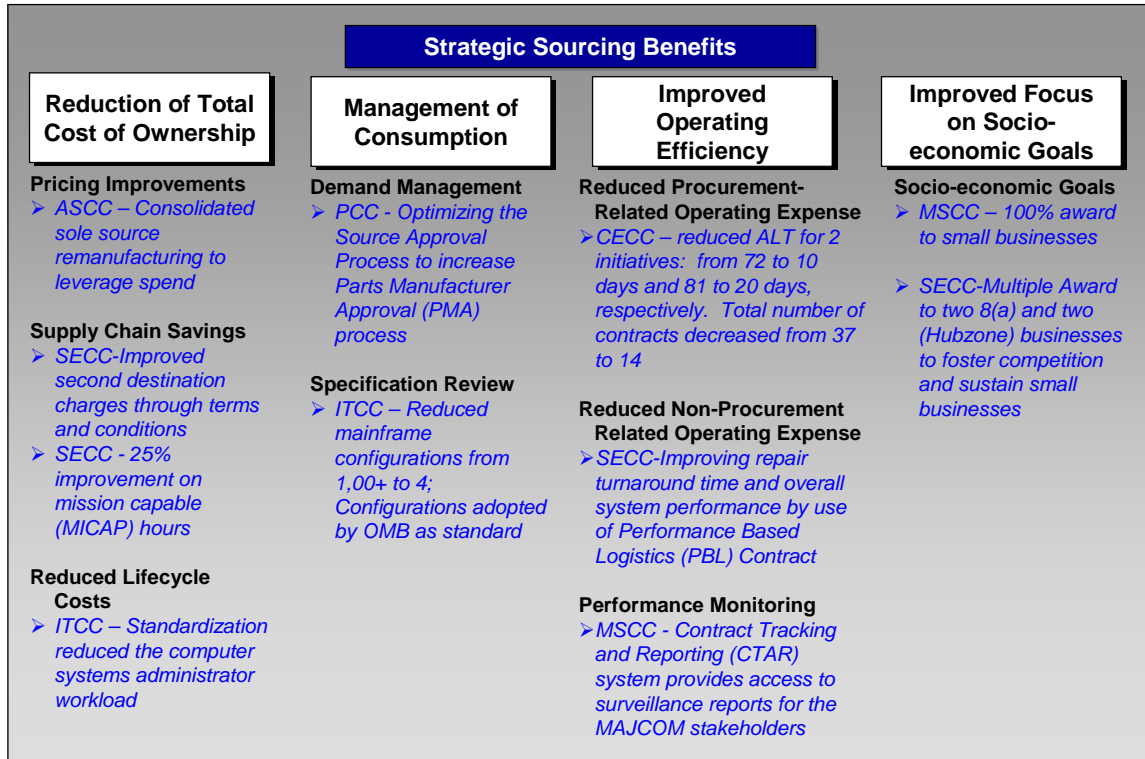 Strategic Sourcing Benefits
Reduction of Total
Cost of Ownership
Pricing Improvements
➢ ASCC – Consolidated
sole source
remanufacturing to
leverage spend
Supply Chain Savings
➢ SECC-Improved
second destination
charges through terms
and conditions
➢ SECC - 25%
improvement on
mission capable
(MICAP) hours
Reduced Lifecycle
Costs
➢ ITCC – Standardization
reduced the computer
systems administrator
workload
Management of
Consumption
Demand Management
➢ PCC - Optimizing the
Source Approval
Process to increase
Parts Manufacturer
Approval (PMA)
process
Specification Review
➢ ITCC – Reduced
mainframe
configurations from
1,00+ to 4;
Configurations adopted
by OMB as standard
Improved
Operating
Efficiency
Reduced Procurement-
Related Operating Expense
➢CECC – reduced ALT for 2
initiatives: from 72 to 10
days and 81 to 20 days,
respectively. Total number of
contracts decreased from 37
to 14
Reduced Non-Procurement
Related Operating Expense
➢SECC-Improving repair
turnaround time and overall
system performance by use
of Performance Based
Logistics (PBL) Contract
Performance Monitoring
➢MSCC - Contract Tracking
and Reporting (CTAR)
system provides access to
surveillance reports for the
MAJCOM stakeholders
Improved Focus
on Socio-
economic Goals
Socio-economic Goals
➢ MSCC – 100% award
to small businesses
➢ SECC-Multiple Award
to two 8(a) and two
(Hubzone) businesses
to foster competition
and sustain small
businesses